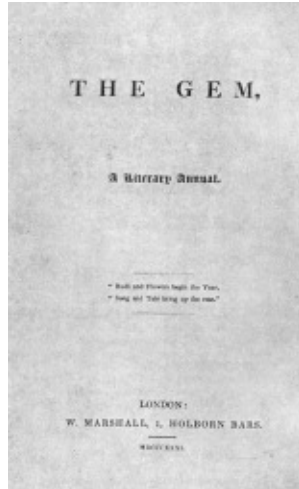 THE GEM,
A Literary Annual.
“ Buds and Flowers begin the Year,
“ Song and Tale bring up the rear.”
LONDON:
W. MARSHALL, 1, HOLBORN BARS.
MDCCCXXXI.